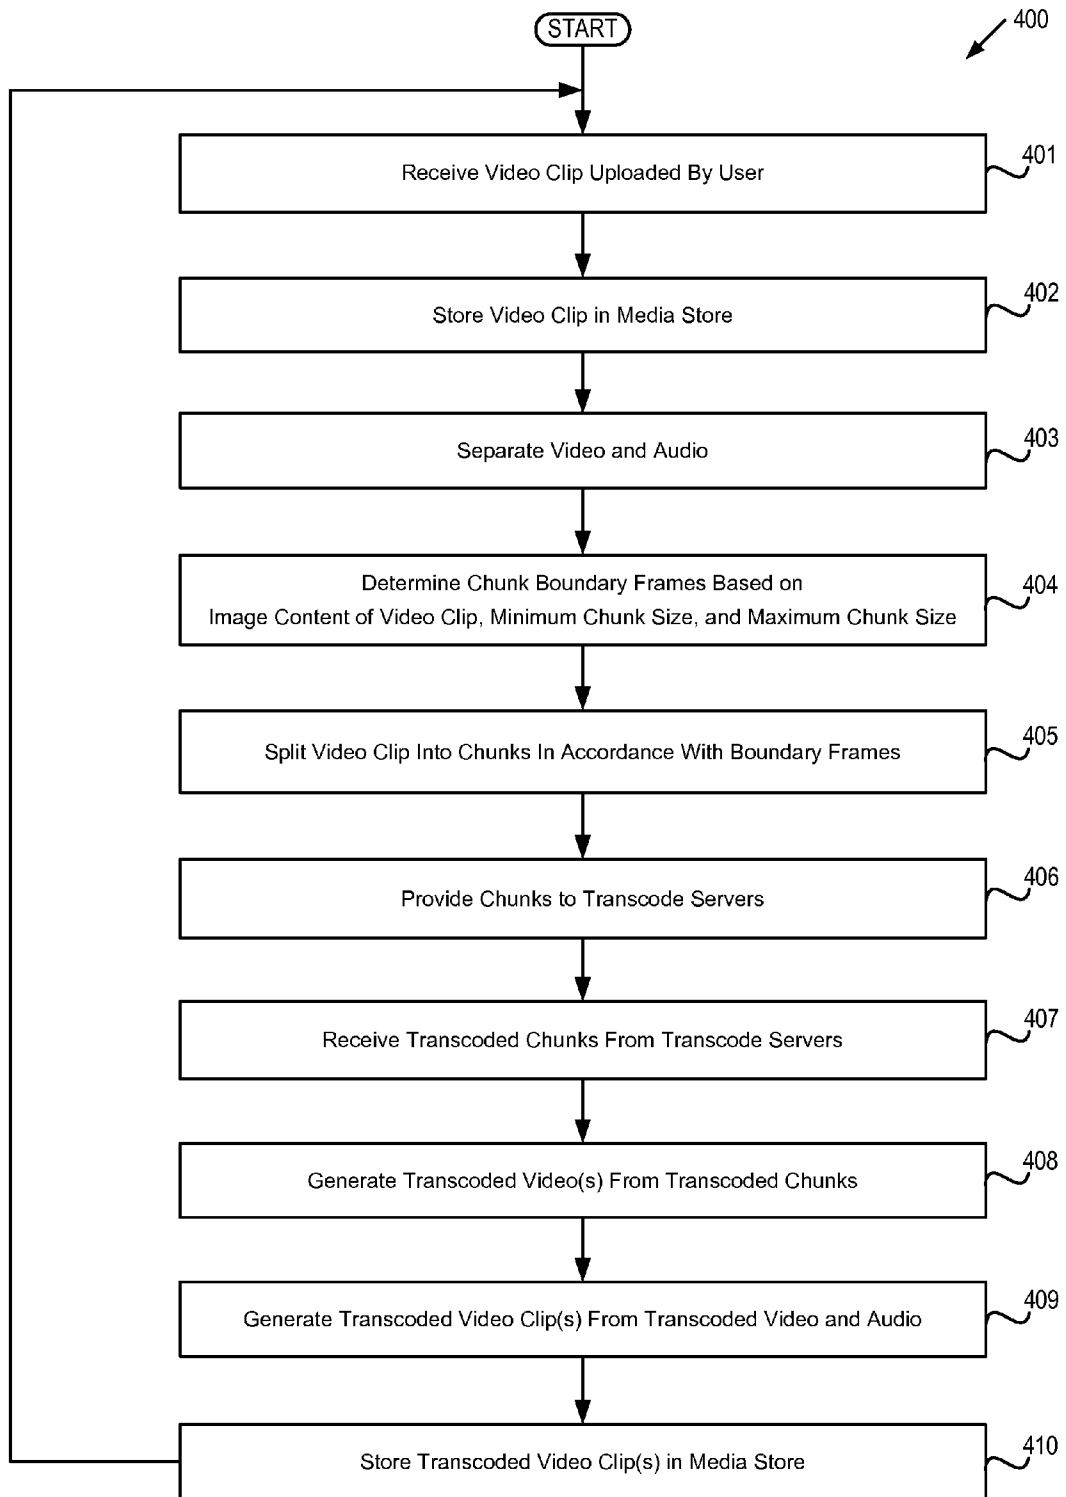 START
400
Receive Video Clip Uploaded By User
401
Store Video Clip in Media Store
402
Separate Video and Audio
403
Determine Chunk Boundary Frames Based on
Image Content of Video Clip, Minimum Chunk Size, and Maximum Chunk Size
404
Split Video Clip Into Chunks In Accordance With Boundary Frames
405
Provide Chunks to Transcode Servers
406
Receive Transcoded Chunks From Transcode Servers
407
Generate Transcoded Video(s) From Transcoded Chunks
408
Generate Transcoded Video Clip(s) From Transcoded Video and Audio
409
Store Transcoded Video Clip(s) in Media Store
410